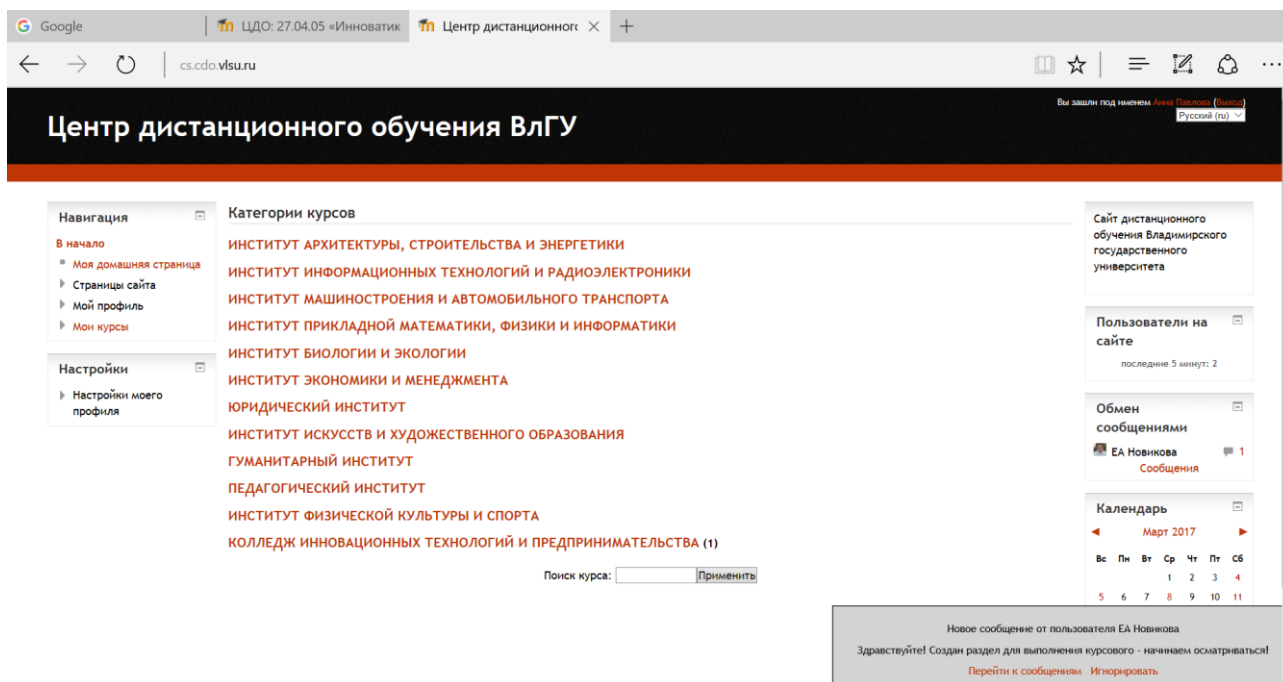 Google
ЦДО: 27.04.05 «Инноватик
Центр дистанционного
cs.cdo.vlsu.ru
Вы зашли под именем Анна Павлова (Выход)
Русский (ru)
Центр дистанционного обучения ВлГУ
Навигация
В начало
Моя домашняя страница
Страницы сайта
Мой профиль
Мои курсы
Настройки
Настройки моего
профиля
Категории курсов
ИНСТИТУТ АРХИТЕКТУРЫ, СТРОИТЕЛЬСТВА И ЭНЕРГЕТИКИ
ИНСТИТУТ ИНФОРМАЦИОННЫХ ТЕХНОЛОГИЙ И РАДИОЭЛЕКТРОНИКИ
ИНСТИТУТ МАШИНОСТРОЕНИЯ И АВТОМОБИЛЬНОГО ТРАНСПОРТА
ИНСТИТУТ ПРИКЛАДНОЙ МАТЕМАТИКИ, ФИЗИКИ И ИНФОРМАТИКИ
ИНСТИТУТ БИОЛОГИИ И ЭКОЛОГИИ
ИНСТИТУТ ЭКОНОМИКИ И МЕНЕДЖМЕНТА
ЮРИДИЧЕСКИЙ ИНСТИТУТ
ИНСТИТУТ ИСКУССТВ И ХУДОЖЕСТВЕННОГО ОБРАЗОВАНИЯ
ГУМАНИТАРНЫЙ ИНСТИТУТ
ПЕДАГОГИЧЕСКИЙ ИНСТИТУТ
ИНСТИТУТ ФИЗИЧЕСКОЙ КУЛЬТУРЫ И СПОРТА
КОЛЛЕДЖ ИННОВАЦИОННЫХ ТЕХНОЛОГИЙ И ПРЕДПРИНИМАТЕЛЬСТВА (1)
Поиск курса: Применить
Сайт дистанционного
обучения Владимирского
государственного
университета
Пользователи на
сайте
последние 5 минут: 2
Обмен
сообщениями
ЕА Новикова 1
Сообщения
Календарь
Март 2017
Вс Пн Вт Ср Чт Пт Сб
1 2 3 4
5 6 7 8 9 10 11
Новое сообщение от пользователя ЕА Новикова
Здравствуйте! Создан раздел для выполнения курсового - начинаем осматриваться!
Перейти к сообщениям Игнорировать